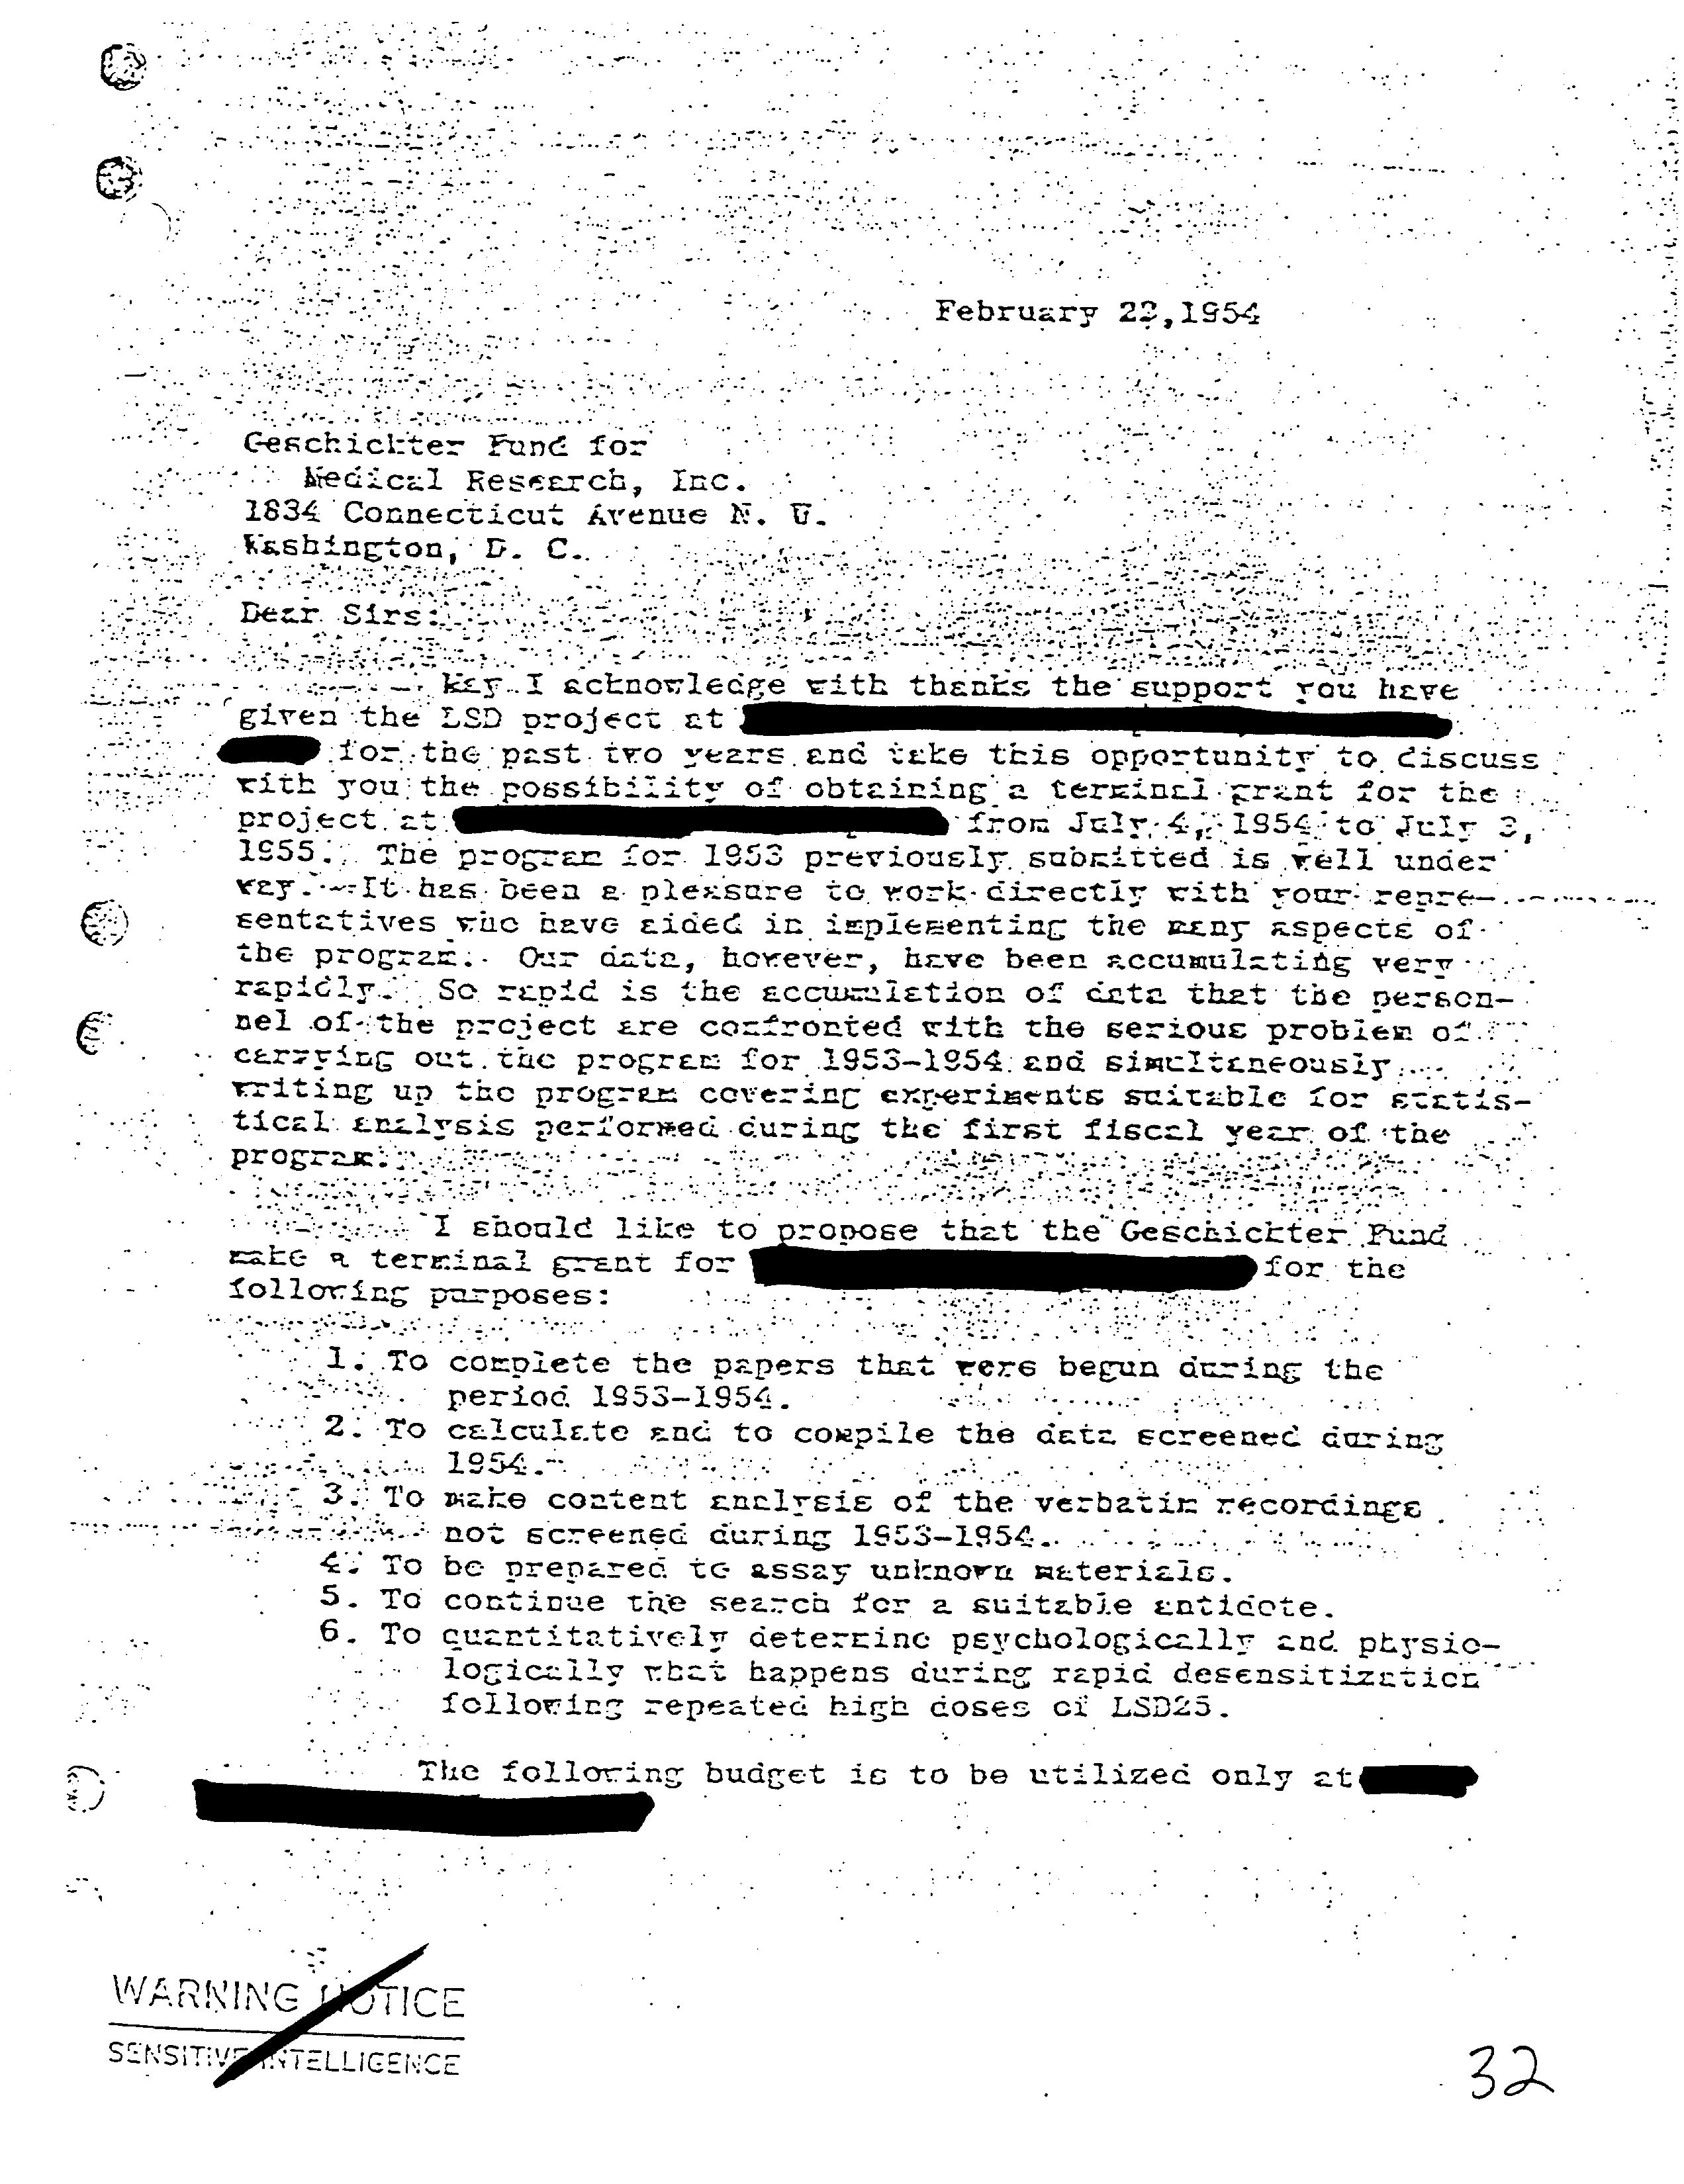 February 22,1954
Geschickter Fund for
Medical Research, Inc.
1834 Connecticut Avenue N. W.
Washington, D. C.
Dear Sirs:
May I acknowledge with thanks the support you have
given the LSD project at
for the past two years and take this opportunity to discuss
with you the possibility of obtaining a terminal grant for the
project at from July 4, 1954 to July 3,
1955. The program for 1953 previously submitted is well under
way. It has been a pleasure to work directly with your repre-
sentatives who have aided in implementing the many aspects of
the program. Our data, however, have been accumulating very
rapidly. So rapid is the accumulation of data that the person-
nel of the project are confronted with the serious problem of
carrying out the program for 1953-1954 and simultaneously
writing up the program covering experiments suitable for statis-
tical analysis performed during the first fiscal year of the
program.
I should like to propose that the Geschickter Fund
make a terminal grant for for the
following purposes:
1. To complete the papers that were begun during the
period 1953-1954.
2. To calculate and to compile the data screened during
1954.
3. To make content analysis of the verbatim recordings
not screened during 1953-1954.
4. To be prepared to assay unknown materials.
5. To continue the search for a suitable antidote.
6. To quantitatively determine psychologically and physio-
logically what happens during rapid desensitization
following repeated high doses of LSD25.
The following budget is to be utilized only at
WARNING NOTICE
SENSITIVE INTELLIGENCE
32